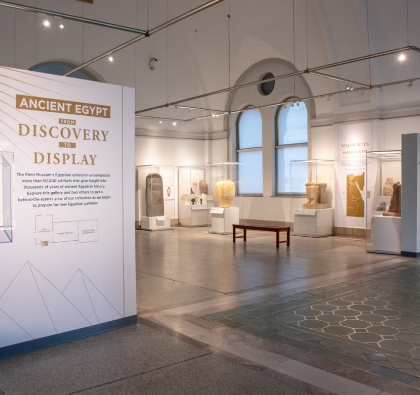 ANCIENT EGYPT
FROM
DISCOVERY
TO
DISPLAY
The Penn Museum's Egyptian collection encompasses
more than 50,000 artifacts that give insight into
thousands of years of ancient Egyptian history.
Explore this gallery and two others to get a
behind-the-scenes view of our collection as we begin
to prepare for new Egyptian galleries.